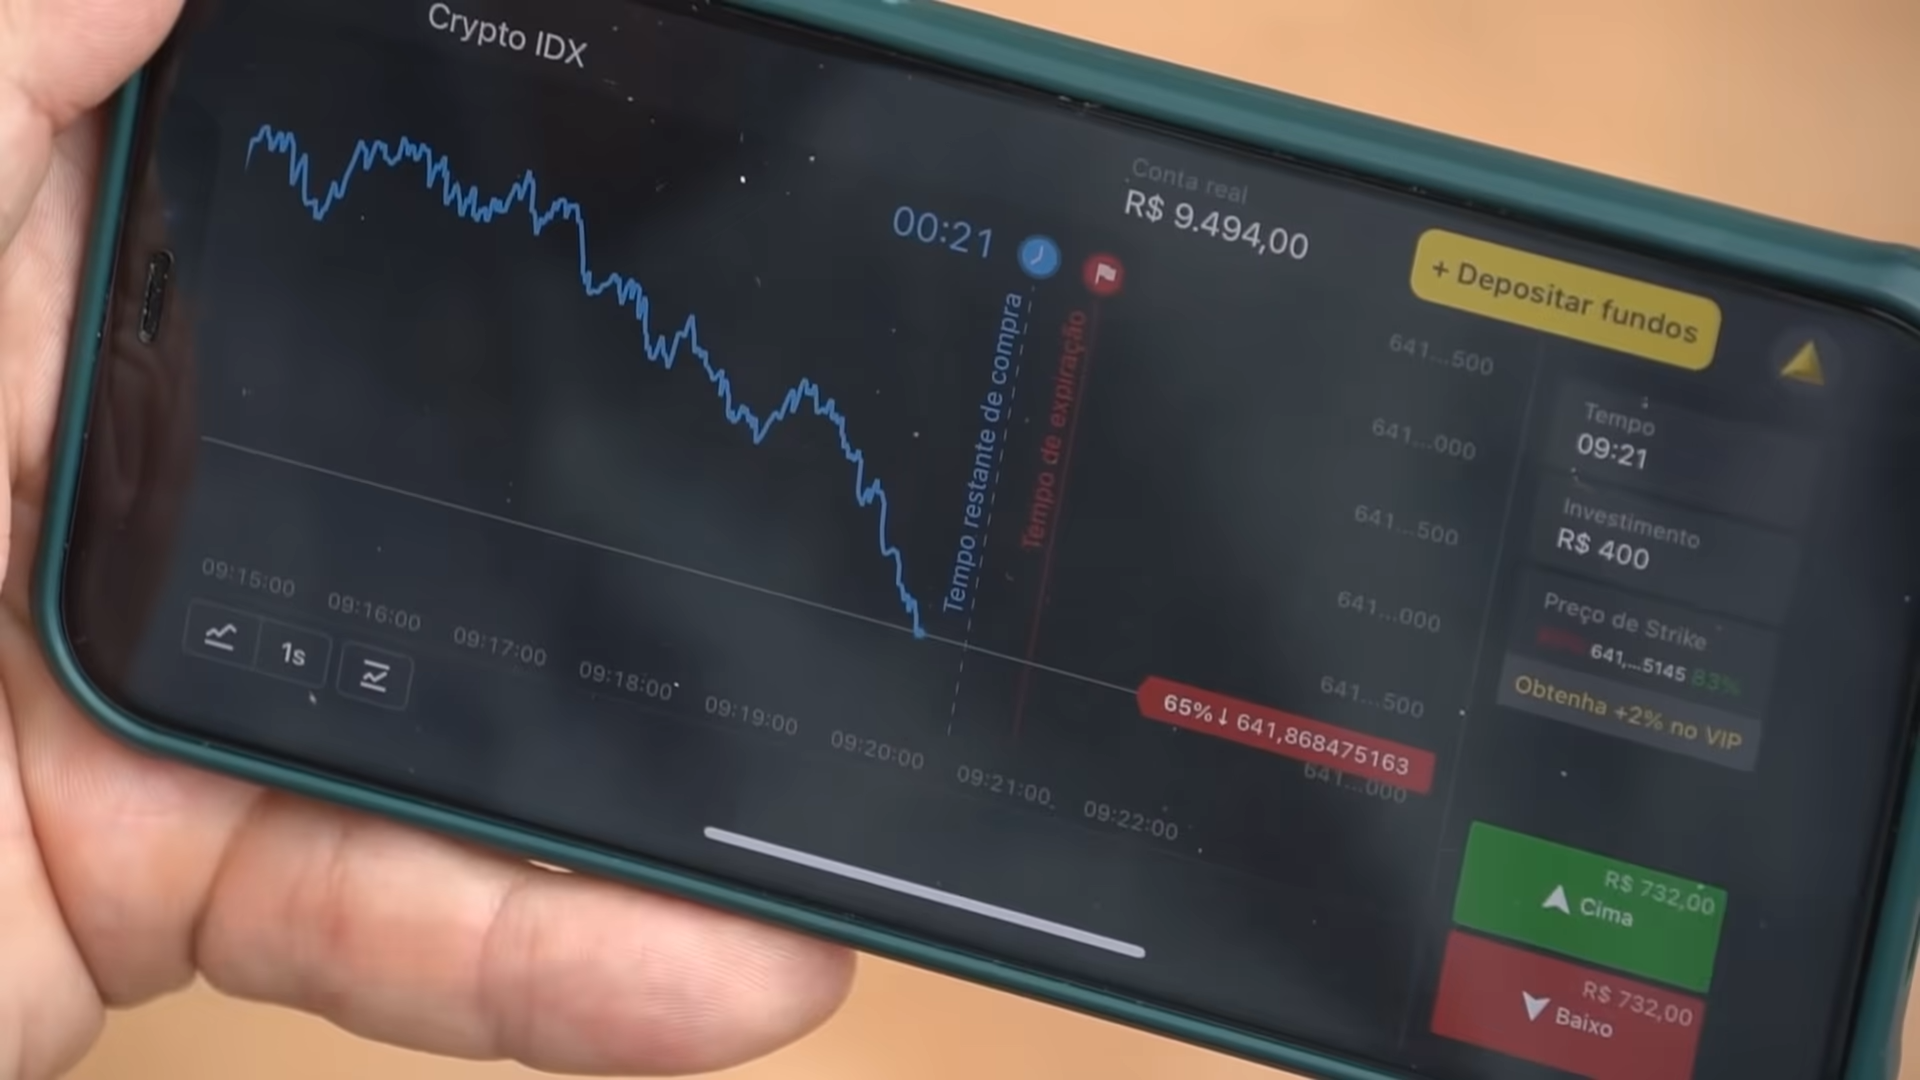 Crypto IDX
Conta real
R$ 9.494,00
+ Depositar fundos
00:21
Tempo restante de compra
Tempo de expiração
641...500
641...000
641...500
641...000
641...500
641...000
65%↓ 641,868475163
09:15:00
09:16:00
09:17:00
09:18:00
09:19:00
09:20:00
09:21:00
09:22:00
1s
Tempo
09:21
Investimento
R$ 400
Preço de Strike
641,...5145 83%
Obtenha +2% no VIP
R$ 732,00
Cima
R$ 732,00
Baixo